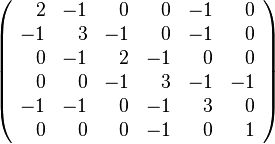 2 −1 0 0 −1 0
−1 3 −1 0 −1 0
0 −1 2 −1 0 0
0 0 −1 3 −1 −1
−1 −1 0 −1 3 0
0 0 0 −1 0 1